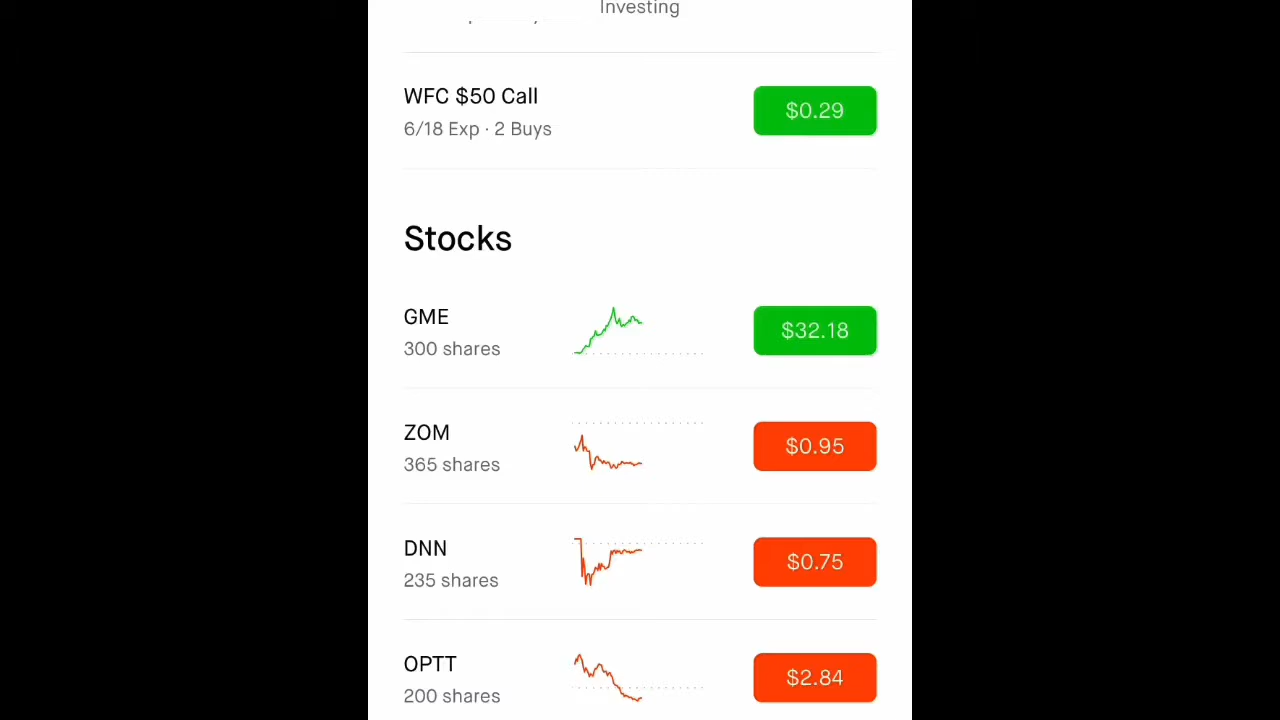 Investing
WFC $50 Call
$0.29
6/18 Exp · 2 Buys
Stocks
GME
$32.18
300 shares
ZOM
$0.95
365 shares
DNN
$0.75
235 shares
OPTT
$2.84
200 shares